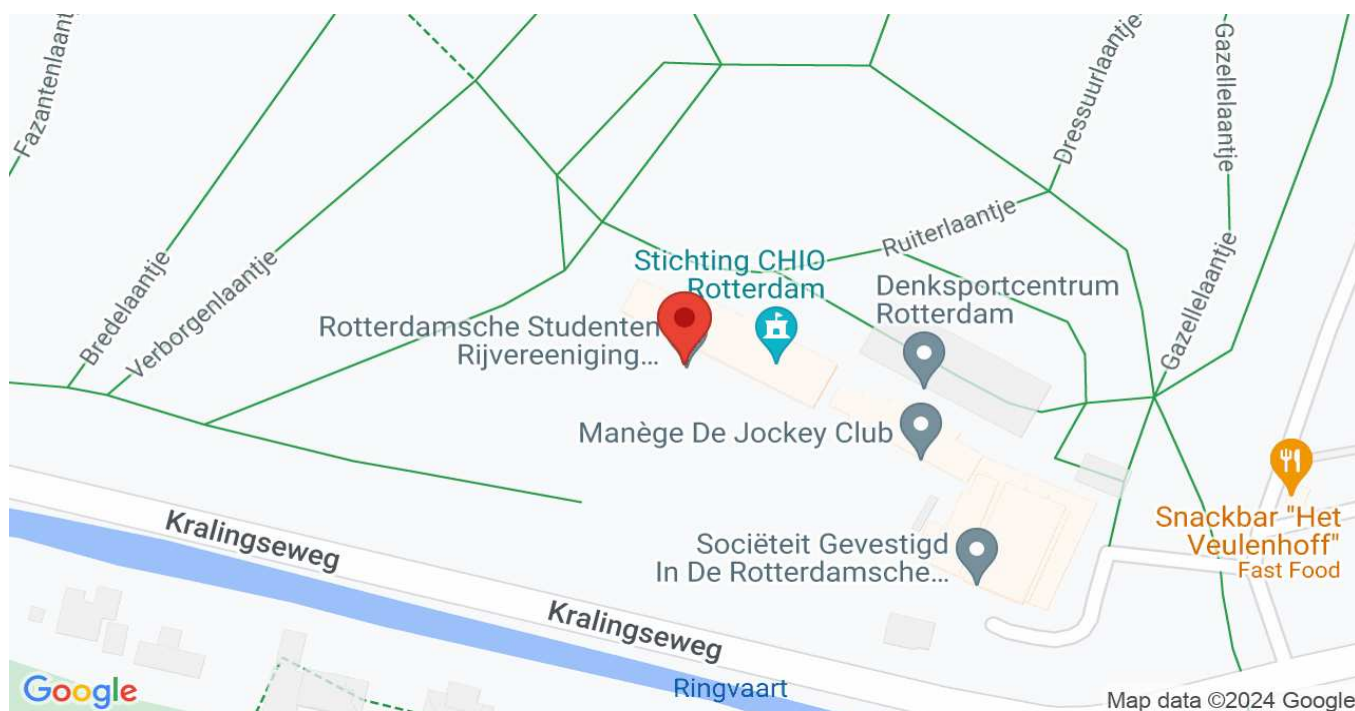 Fazantenlaant
Bredelaantje
Verborgenlaantje
Dressuurlaantje
Gazellelaantje
Ruiterlaantje
Gazellelaantje
Stichting CHIO
Rotterdam
Denksportcentrum
Rotterdam
Rotterdamsche Studenten
Rijvereeniging...
Manège De Jockey Club
Snackbar "Het
Veulenhoff"
Fast Food
Sociëteit Gevestigd
In De Rotterdamsche...
Kralingseweg
Kralingseweg
Ringvaart
Google
Map data ©2024 Google